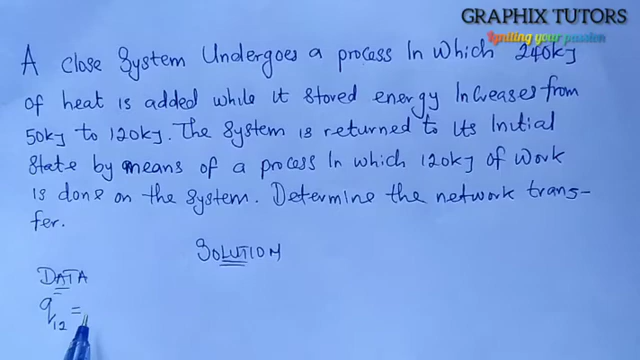 GRAPHIX TUTORS
Igniting your passion
A Close System Undergoes a process In Which 240kJ
of heat is added while it stored energy Increases from
50kJ to 120kJ. The System is returned to Its Initial
State by means of a process In which 120kJ of Work
is done on the System. Determine the network trans-
fer.
SOLUTION
DATA
q12 =